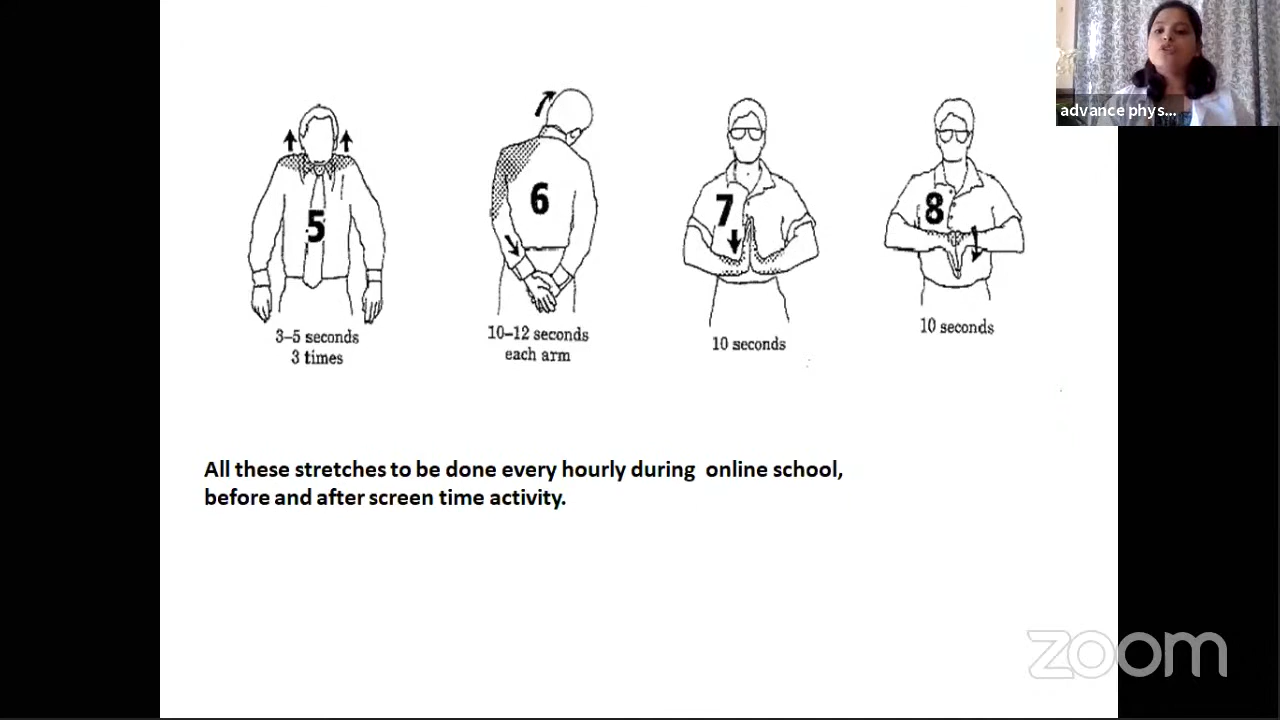 advance phys...
5
6
7
8
3–5 seconds
3 times
10–12 seconds
each arm
10 seconds
10 seconds
All these stretches to be done every hourly during online school,
before and after screen time activity.
zoom